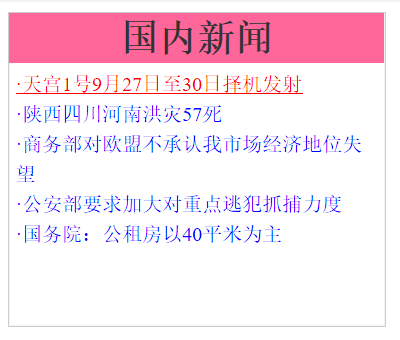 国内新闻
·天宫1号9月27日至30日择机发射
·陕西四川河南洪灾57死
·商务部对欧盟不承认我市场经济地位失
望
·公安部要求加大对重点逃犯抓捕力度
·国务院：公租房以40平米为主